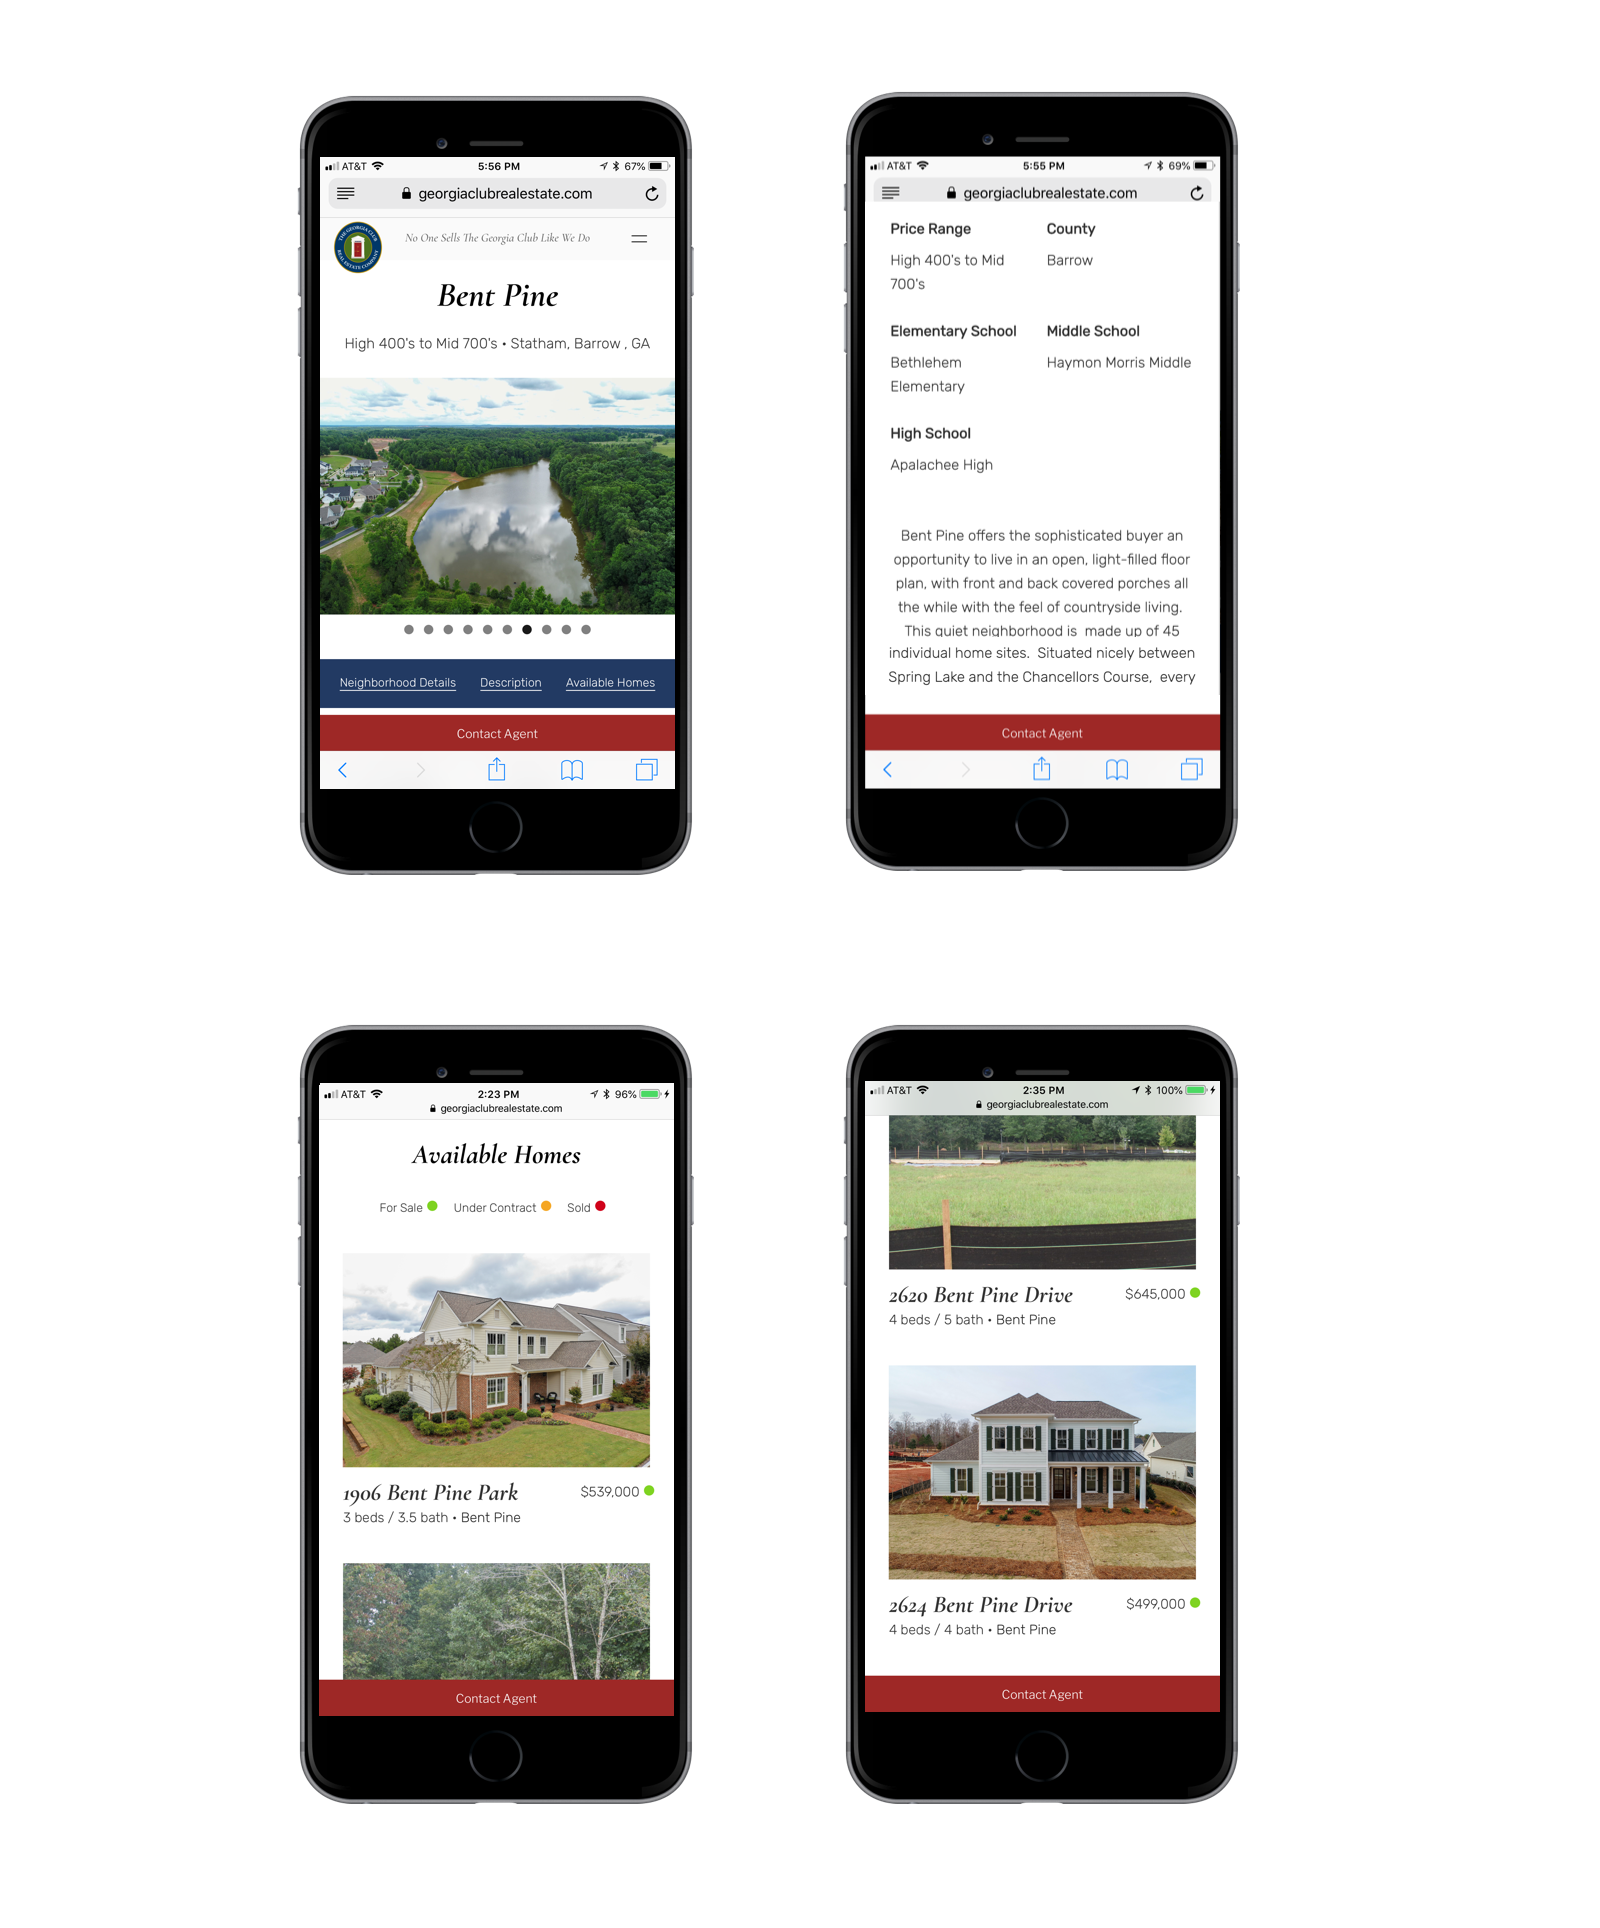 AT&T 5:56 PM 67%
georgiaclubrealestate.com
THE GEORGIA CLUB
REAL ESTATE COMPANY
No One Sells The Georgia Club Like We Do
Bent Pine
High 400's to Mid 700's • Statham, Barrow , GA
Neighborhood Details Description Available Homes
Contact Agent
AT&T 5:55 PM 69%
georgiaclubrealestate.com
Price Range County
High 400's to Mid Barrow
700's
Elementary School Middle School
Bethlehem Haymon Morris Middle
Elementary
High School
Apalachee High
Bent Pine offers the sophisticated buyer an
opportunity to live in an open, light-filled floor
plan, with front and back covered porches all
the while with the feel of countryside living.
This quiet neighborhood is made up of 45
individual home sites. Situated nicely between
Spring Lake and the Chancellors Course, every
Contact Agent
AT&T 2:23 PM 96%
georgiaclubrealestate.com
Available Homes
For Sale Under Contract Sold
1906 Bent Pine Park $539,000
3 beds / 3.5 bath • Bent Pine
Contact Agent
AT&T 2:35 PM 100%
georgiaclubrealestate.com
2620 Bent Pine Drive $645,000
4 beds / 5 bath • Bent Pine
2624 Bent Pine Drive $499,000
4 beds / 4 bath • Bent Pine
Contact Agent